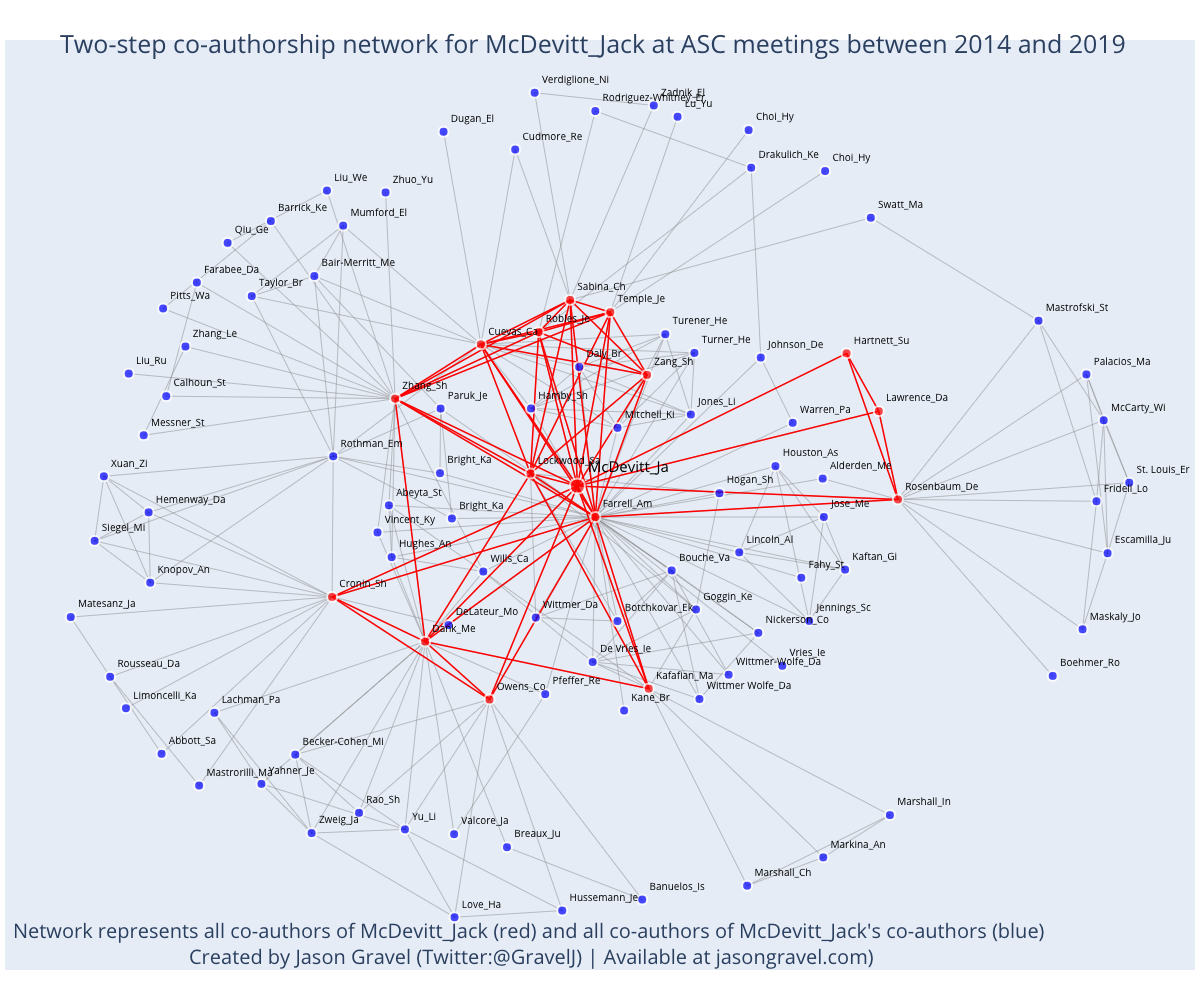 Two-step co-authorship network for McDevitt_Jack at ASC meetings between 2014 and 2019
Verdiglione_Ni
Zadnik_El
Rodriguez-Whitney_Er
Lu_Yu
Dugan_El
Choi_Hy
Cudmore_Re
Drakulich_Ke
Choi_Hy
Liu_We
Zhuo_Yu
Barrick_Ke
Mumford_El
Swatt_Ma
Qiu_Ge
Bair-Merritt_Me
Farabee_Da
Taylor_Br
Sabina_Ch
Pitts_Wa
Temple_Je
Mastrofski_St
Robles_Je
Turener_He
Zhang_Le
Cuevas_Ca
Turner_He
Johnson_De
Hartnett_Su
Liu_Ru
Daly_Br
Zang_Sh
Palacios_Ma
Calhoun_St
Zhang_Sh
Paruk_Je
Hamby_Sh
Jones_Li
Lawrence_Da
Messner_St
Mitchell_Ki
Warren_Pa
McCarty_Wi
Rothman_Em
Xuan_Zi
Bright_Ka
Lockwood_Sa
McDevitt_Ja
Houston_As
Alderden_Me
St. Louis_Er
Hogan_Sh
Rosenbaum_De
Fridell_Lo
Hemenway_Da
Abeyta_St
Bright_Ka
Farrell_Am
Jose_Me
Siegel_Mi
Vincent_Ky
Hughes_An
Lincoln_Al
Escamilla_Ju
Knopov_An
Wills_Ca
Bouche_Va
Fahy_St
Kaftan_Gi
Cronin_Sh
Matesanz_Ja
DeLateur_Mo
Wittmer_Da
Botchkovar_Ek
Goggin_Ke
Jennings_Sc
Maskaly_Jo
Dank_Me
Nickerson_Co
Rousseau_Da
De Vries_Ie
Wittmer-Wolfe_Da
Vries_Ie
Boehmer_Ro
Limoncelli_Ka
Lachman_Pa
Owens_Co
Pfeffer_Re
Kafafian_Ma
Wittmer Wolfe_Da
Kane_Br
Abbott_Sa
Becker-Cohen_Mi
Mastrorilli_Ma
Yahner_Je
Rao_Sh
Marshall_In
Zweig_Ja
Yu_Li
Valcore_Ja
Breaux_Ju
Markina_An
Marshall_Ch
Banuelos_Is
Love_Ha
Hussemann_Je
Network represents all co-authors of McDevitt_Jack (red) and all co-authors of McDevitt_Jack's co-authors (blue)
Created by Jason Gravel (Twitter:@GravelJ) | Available at jasongravel.com)